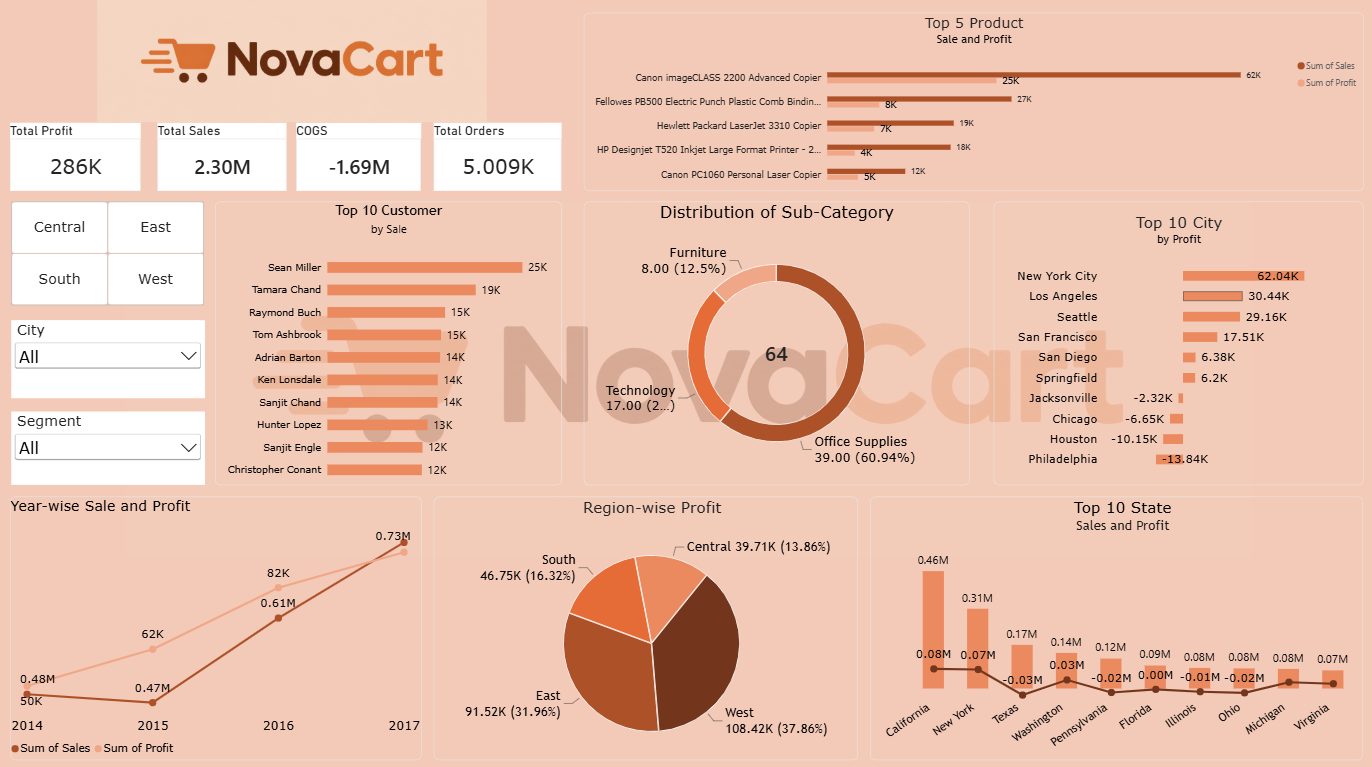 NovaCart
Total Profit
286K
Total Sales
2.30M
COGS
-1.69M
Total Orders
5.009K
Top 5 Product
Sale and Profit
Sum of Sales
Sum of Profit
Canon imageCLASS 2200 Advanced Copier
62K
25K
Fellowes PB500 Electric Punch Plastic Comb Bindin...
27K
8K
Hewlett Packard LaserJet 3310 Copier
19K
7K
HP Designjet T520 Inkjet Large Format Printer - 2...
18K
4K
Canon PC1060 Personal Laser Copier
12K
5K
Central
East
South
West
City
All
Segment
All
Top 10 Customer
by Sale
Sean Miller 25K
Tamara Chand 19K
Raymond Buch 15K
Tom Ashbrook 15K
Adrian Barton 14K
Ken Lonsdale 14K
Sanjit Chand 14K
Hunter Lopez 13K
Sanjit Engle 12K
Christopher Conant 12K
Distribution of Sub-Category
Furniture
8.00 (12.5%)
64
Technology
17.00 (2...)
Office Supplies
39.00 (60.94%)
NovaCart
Top 10 City
by Profit
New York City 62.04K
Los Angeles 30.44K
Seattle 29.16K
San Francisco 17.51K
San Diego 6.38K
Springfield 6.2K
Jacksonville -2.32K
Chicago -6.65K
Houston -10.15K
Philadelphia -13.84K
Year-wise Sale and Profit
0.73M
82K
0.61M
62K
0.48M
0.47M
50K
2014 2015 2016 2017
Sum of Sales Sum of Profit
Region-wise Profit
Central 39.71K (13.86%)
South
46.75K (16.32%)
East
91.52K (31.96%)
West
108.42K (37.86%)
Top 10 State
Sales and Profit
0.46M 0.31M 0.17M 0.14M 0.12M 0.09M 0.08M 0.08M 0.08M 0.07M
0.08M 0.07M -0.03M 0.03M -0.02M 0.00M -0.01M -0.02M
California New York Texas Washington Pennsylvania Florida Illinois Ohio Michigan Virginia